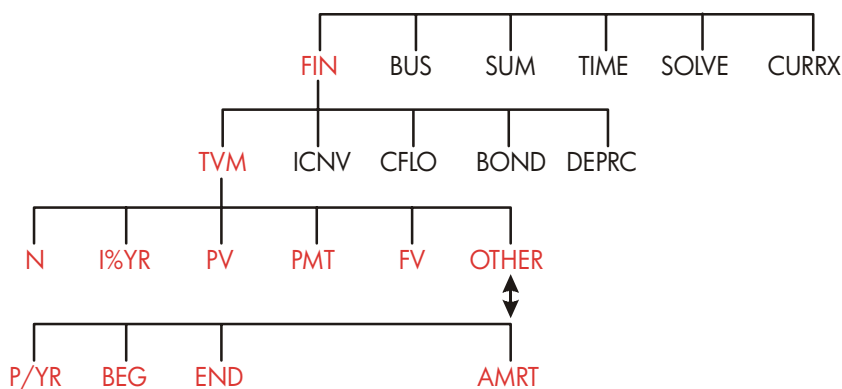 FIN BUS SUM TIME SOLVE CURRX
TVM ICNV CFLO BOND DEPRC
N I%YR PV PMT FV OTHER
P/YR BEG END AMRT